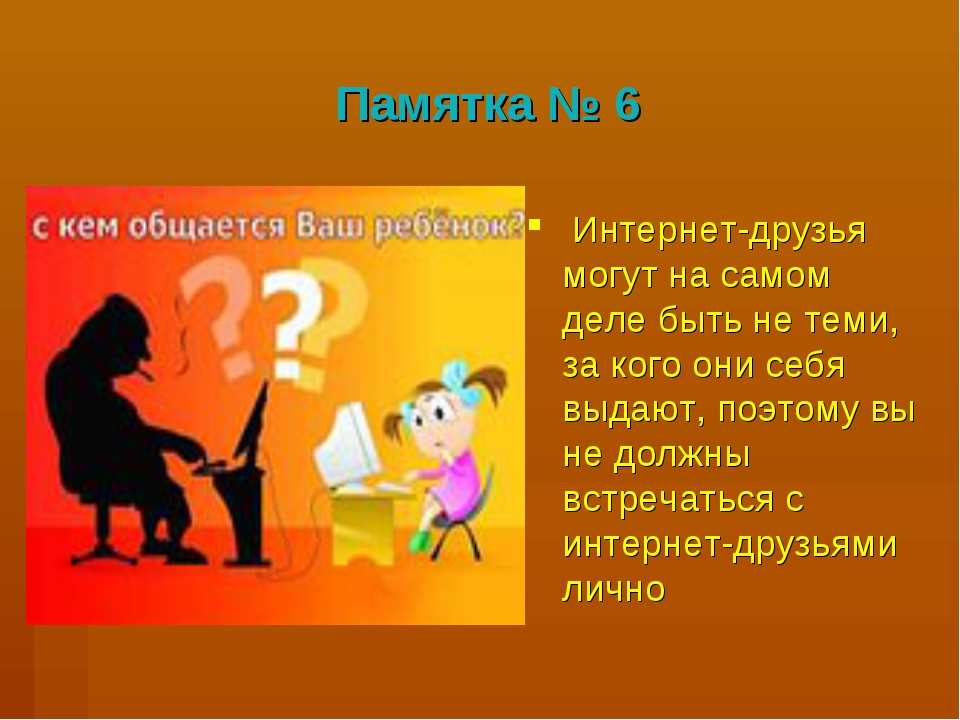 Памятка № 6
с кем общается Ваш ребёнок?
Интернет-друзья
могут на самом
деле быть не теми,
за кого они себя
выдают, поэтому вы
не должны
встречаться с
интернет-друзьями
лично